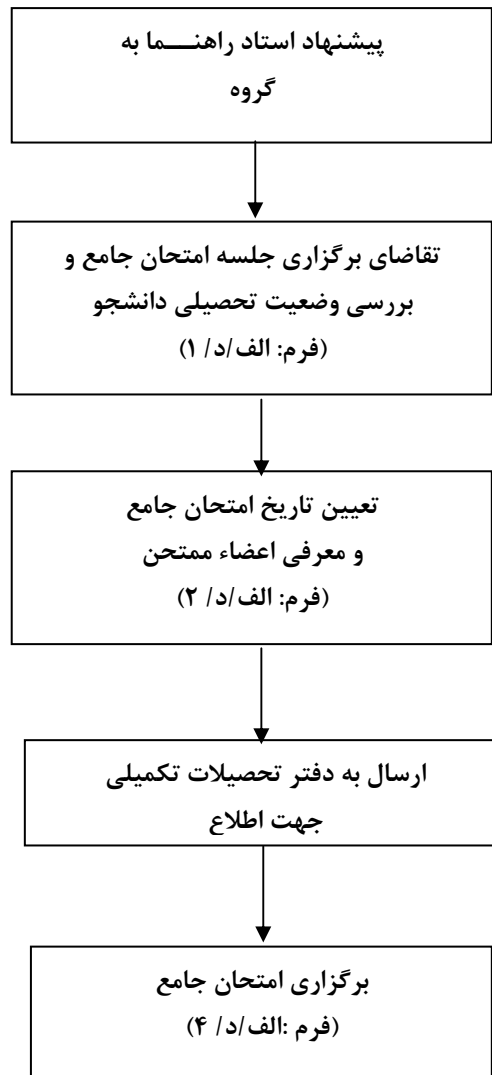 پیشنهاد استاد راهنـــما به
گروه
تقاضای برگزاری جلسه امتحان جامع و
بررسی وضعیت تحصیلی دانشجو
(فرم: الف/د/ ۱)
تعیین تاریخ امتحان جامع
و معرفی اعضاء ممتحن
(فرم: الف/د/ ۲)
ارسال به دفتر تحصیلات تکمیلی
جهت اطلاع
برگزاری امتحان جامع
(فرم :الف/د/ ۴)